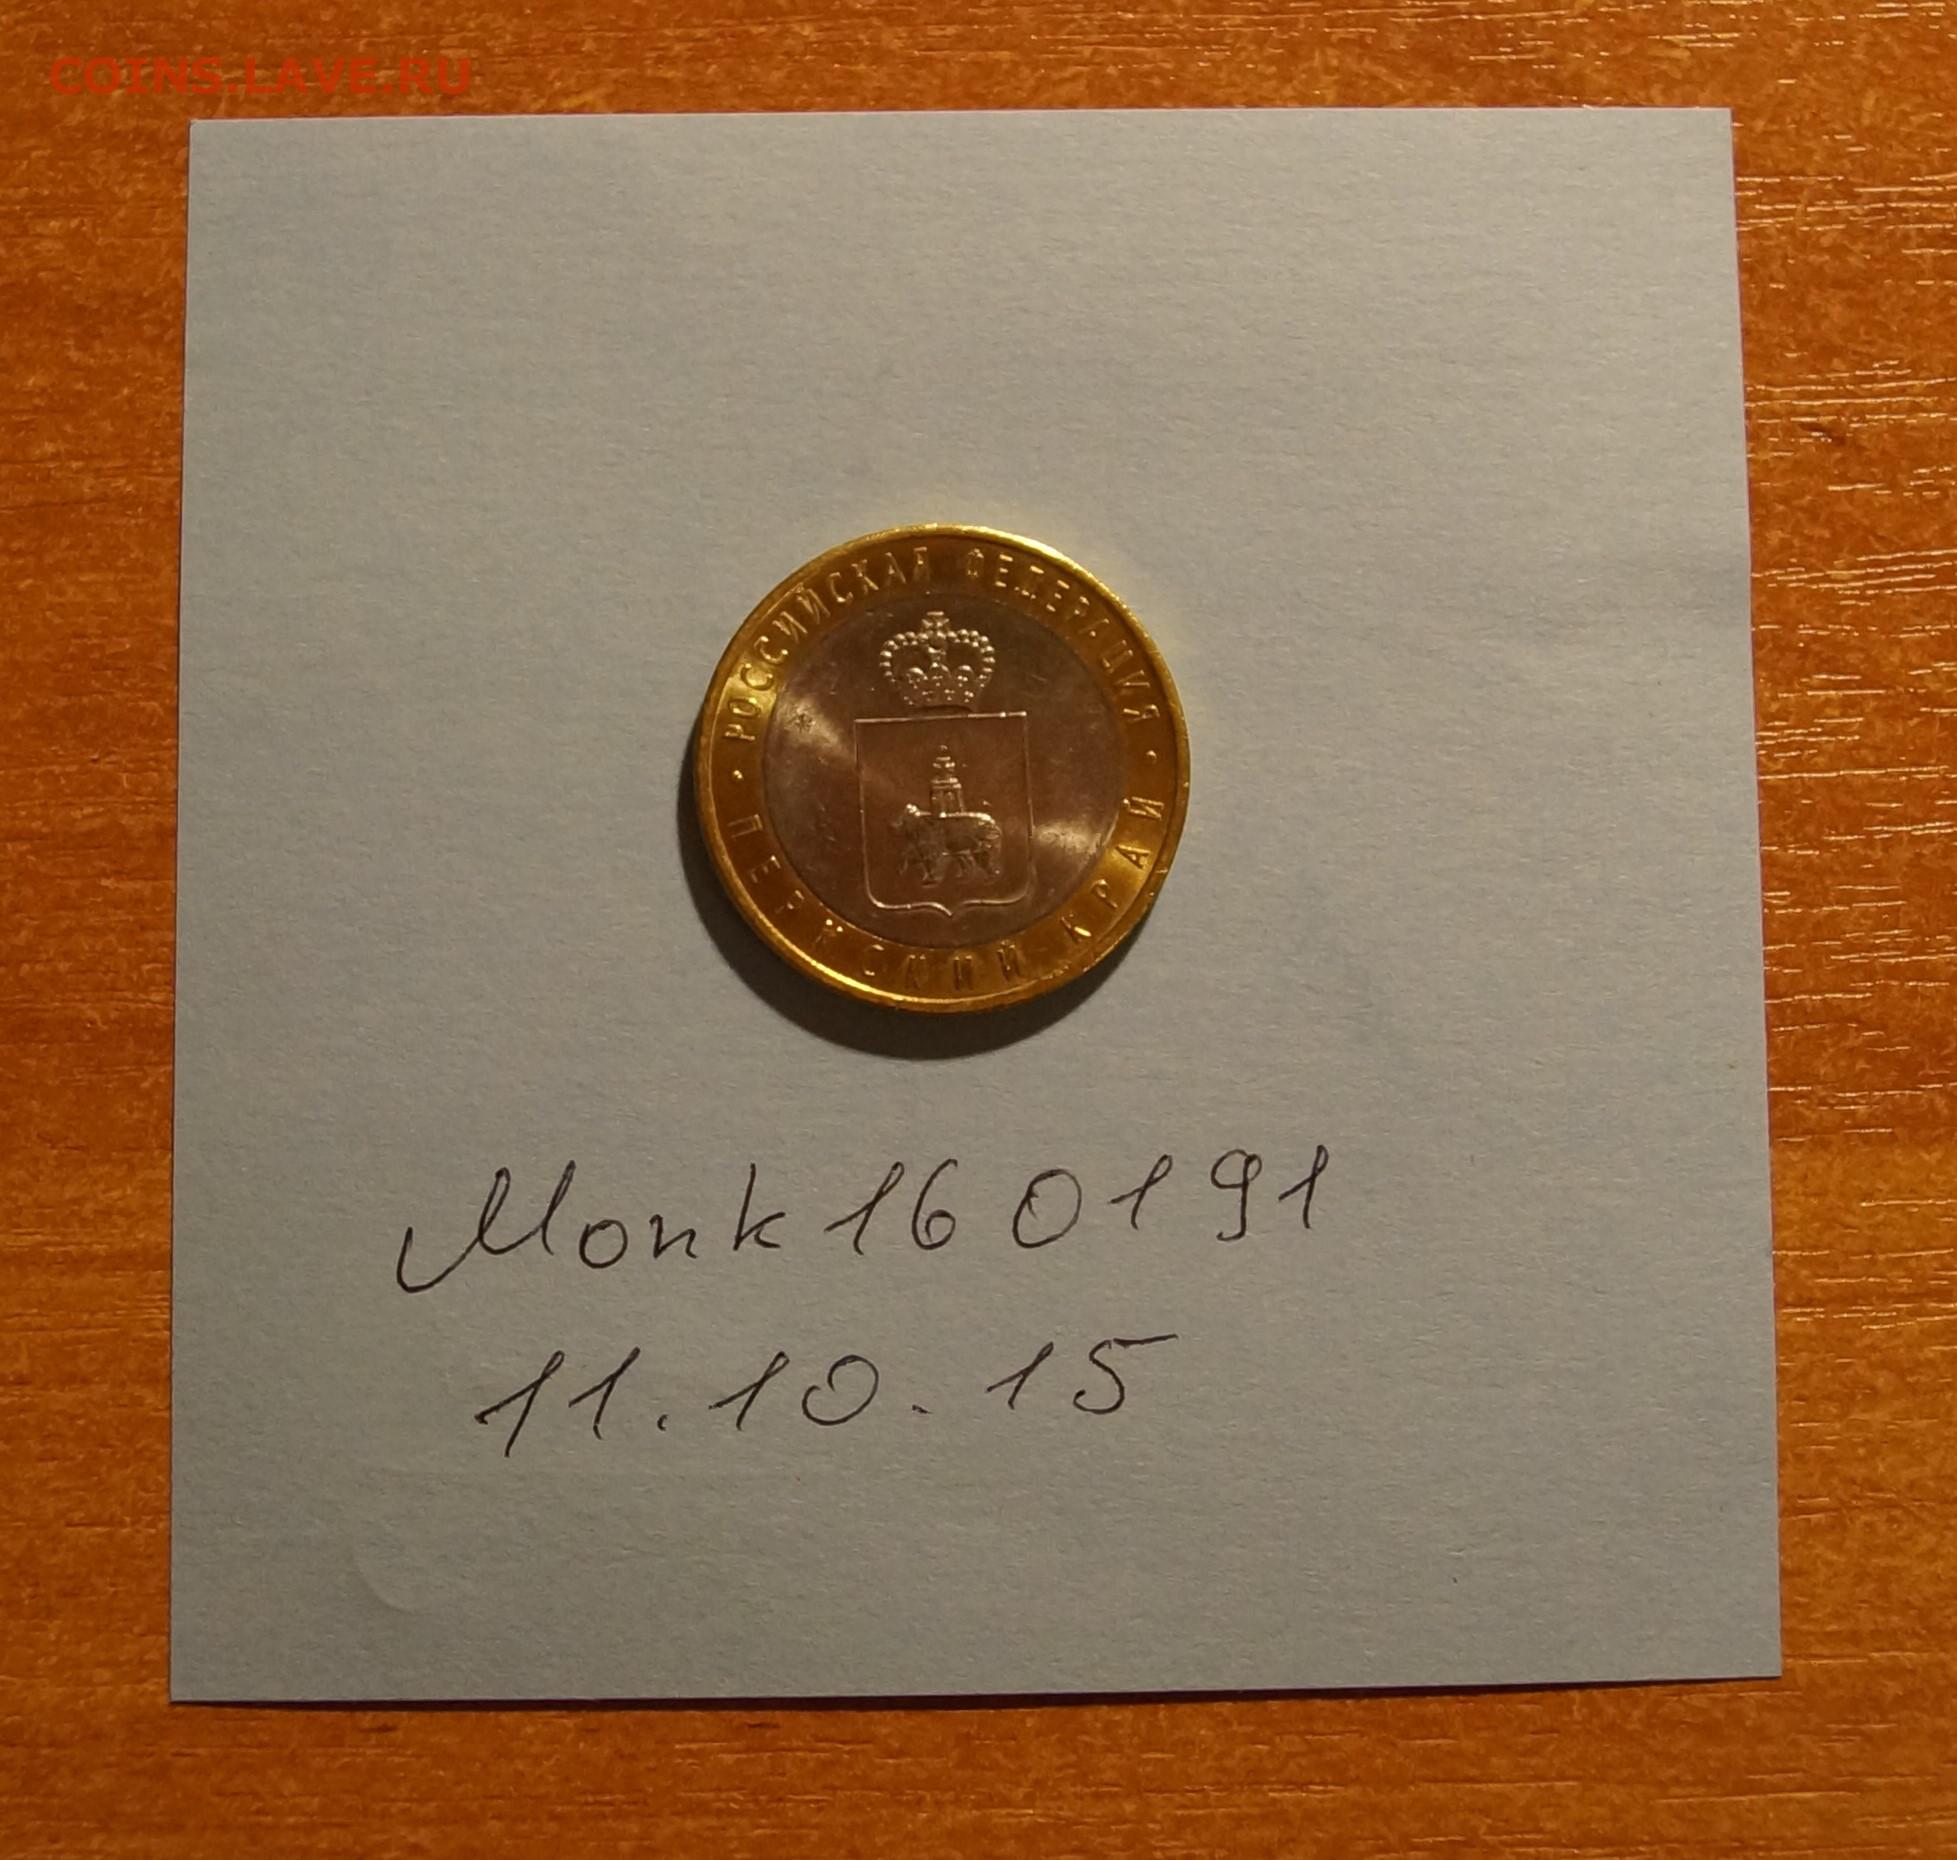 COINS.LAVE.RU
РОССИЙСКАЯ ФЕДЕРАЦИЯ
ПЕРМСКИЙ КРАЙ
Monk160191
11.10.15